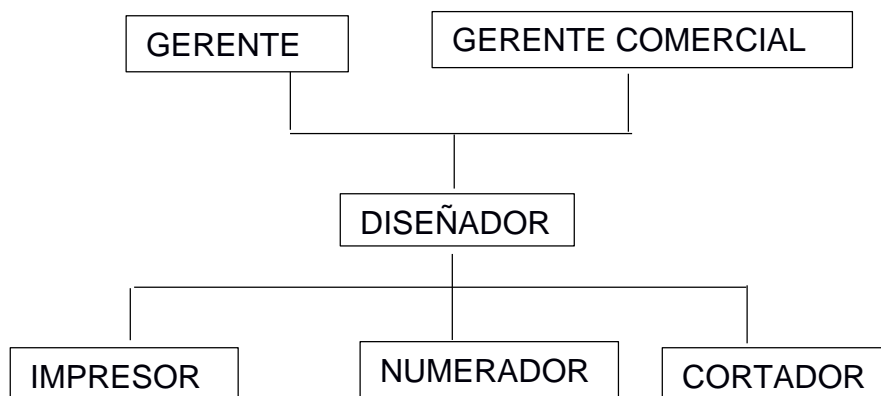 GERENTE
GERENTE COMERCIAL
DISEÑADOR
IMPRESOR
NUMERADOR
CORTADOR